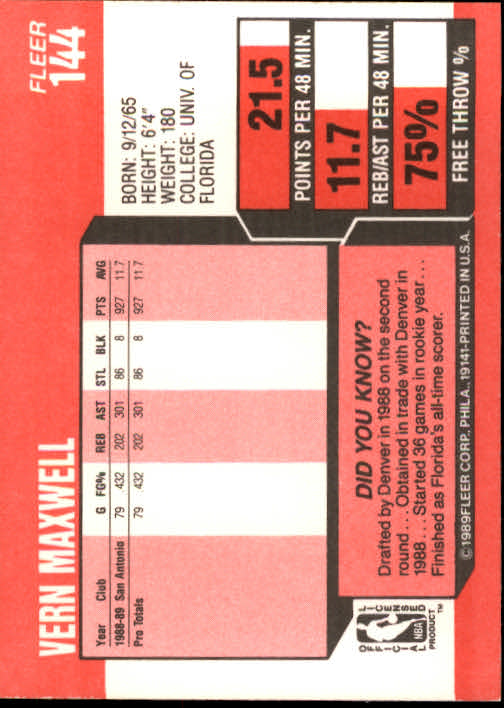 VERN MAXWELL
FLEER
144
BORN: 9/12/65
HEIGHT: 6'4"
WEIGHT: 180
COLLEGE: UNIV. OF
FLORIDA
Year Club G FG% REB AST STL BLK PTS AVG
1988-89 San Antonio 79 .432 202 301 86 8 927 11.7
Pro Totals 79 .432 202 301 86 8 927 11.7
21.5
POINTS PER 48 MIN.
11.7
REB/AST PER 48 MIN.
75%
FREE THROW %
DID YOU KNOW?
Drafted by Denver in 1988 on the second
round... Obtained in trade with Denver in
1988... Started 36 games in rookie year...
Finished as Florida's all-time scorer.
OFFICIAL LICENSED
NBA
PRODUCT™
©1989 FLEER CORP., PHILA., 19141-PRINTED IN U.S.A.